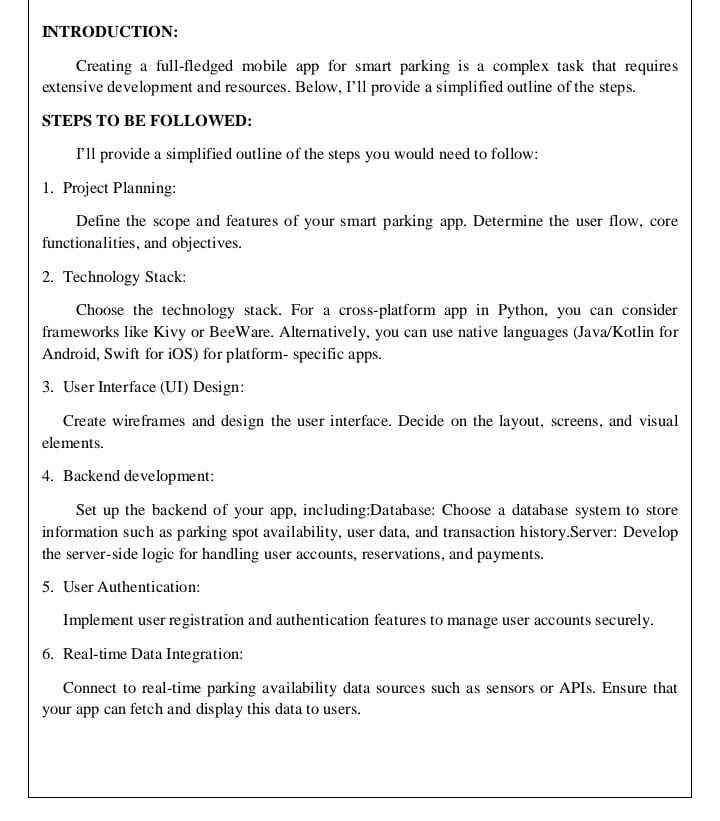 INTRODUCTION:
Creating a full-fledged mobile app for smart parking is a complex task that requires
extensive development and resources. Below, I’ll provide a simplified outline of the steps.
STEPS TO BE FOLLOWED:
I’ll provide a simplified outline of the steps you would need to follow:
1. Project Planning:
Define the scope and features of your smart parking app. Determine the user flow, core
functionalities, and objectives.
2. Technology Stack:
Choose the technology stack. For a cross-platform app in Python, you can consider
frameworks like Kivy or BeeWare. Alternatively, you can use native languages (Java/Kotlin for
Android, Swift for iOS) for platform- specific apps.
3. User Interface (UI) Design:
Create wireframes and design the user interface. Decide on the layout, screens, and visual
elements.
4. Backend development:
Set up the backend of your app, including:Database: Choose a database system to store
information such as parking spot availability, user data, and transaction history.Server: Develop
the server-side logic for handling user accounts, reservations, and payments.
5. User Authentication:
Implement user registration and authentication features to manage user accounts securely.
6. Real-time Data Integration:
Connect to real-time parking availability data sources such as sensors or APIs. Ensure that
your app can fetch and display this data to users.